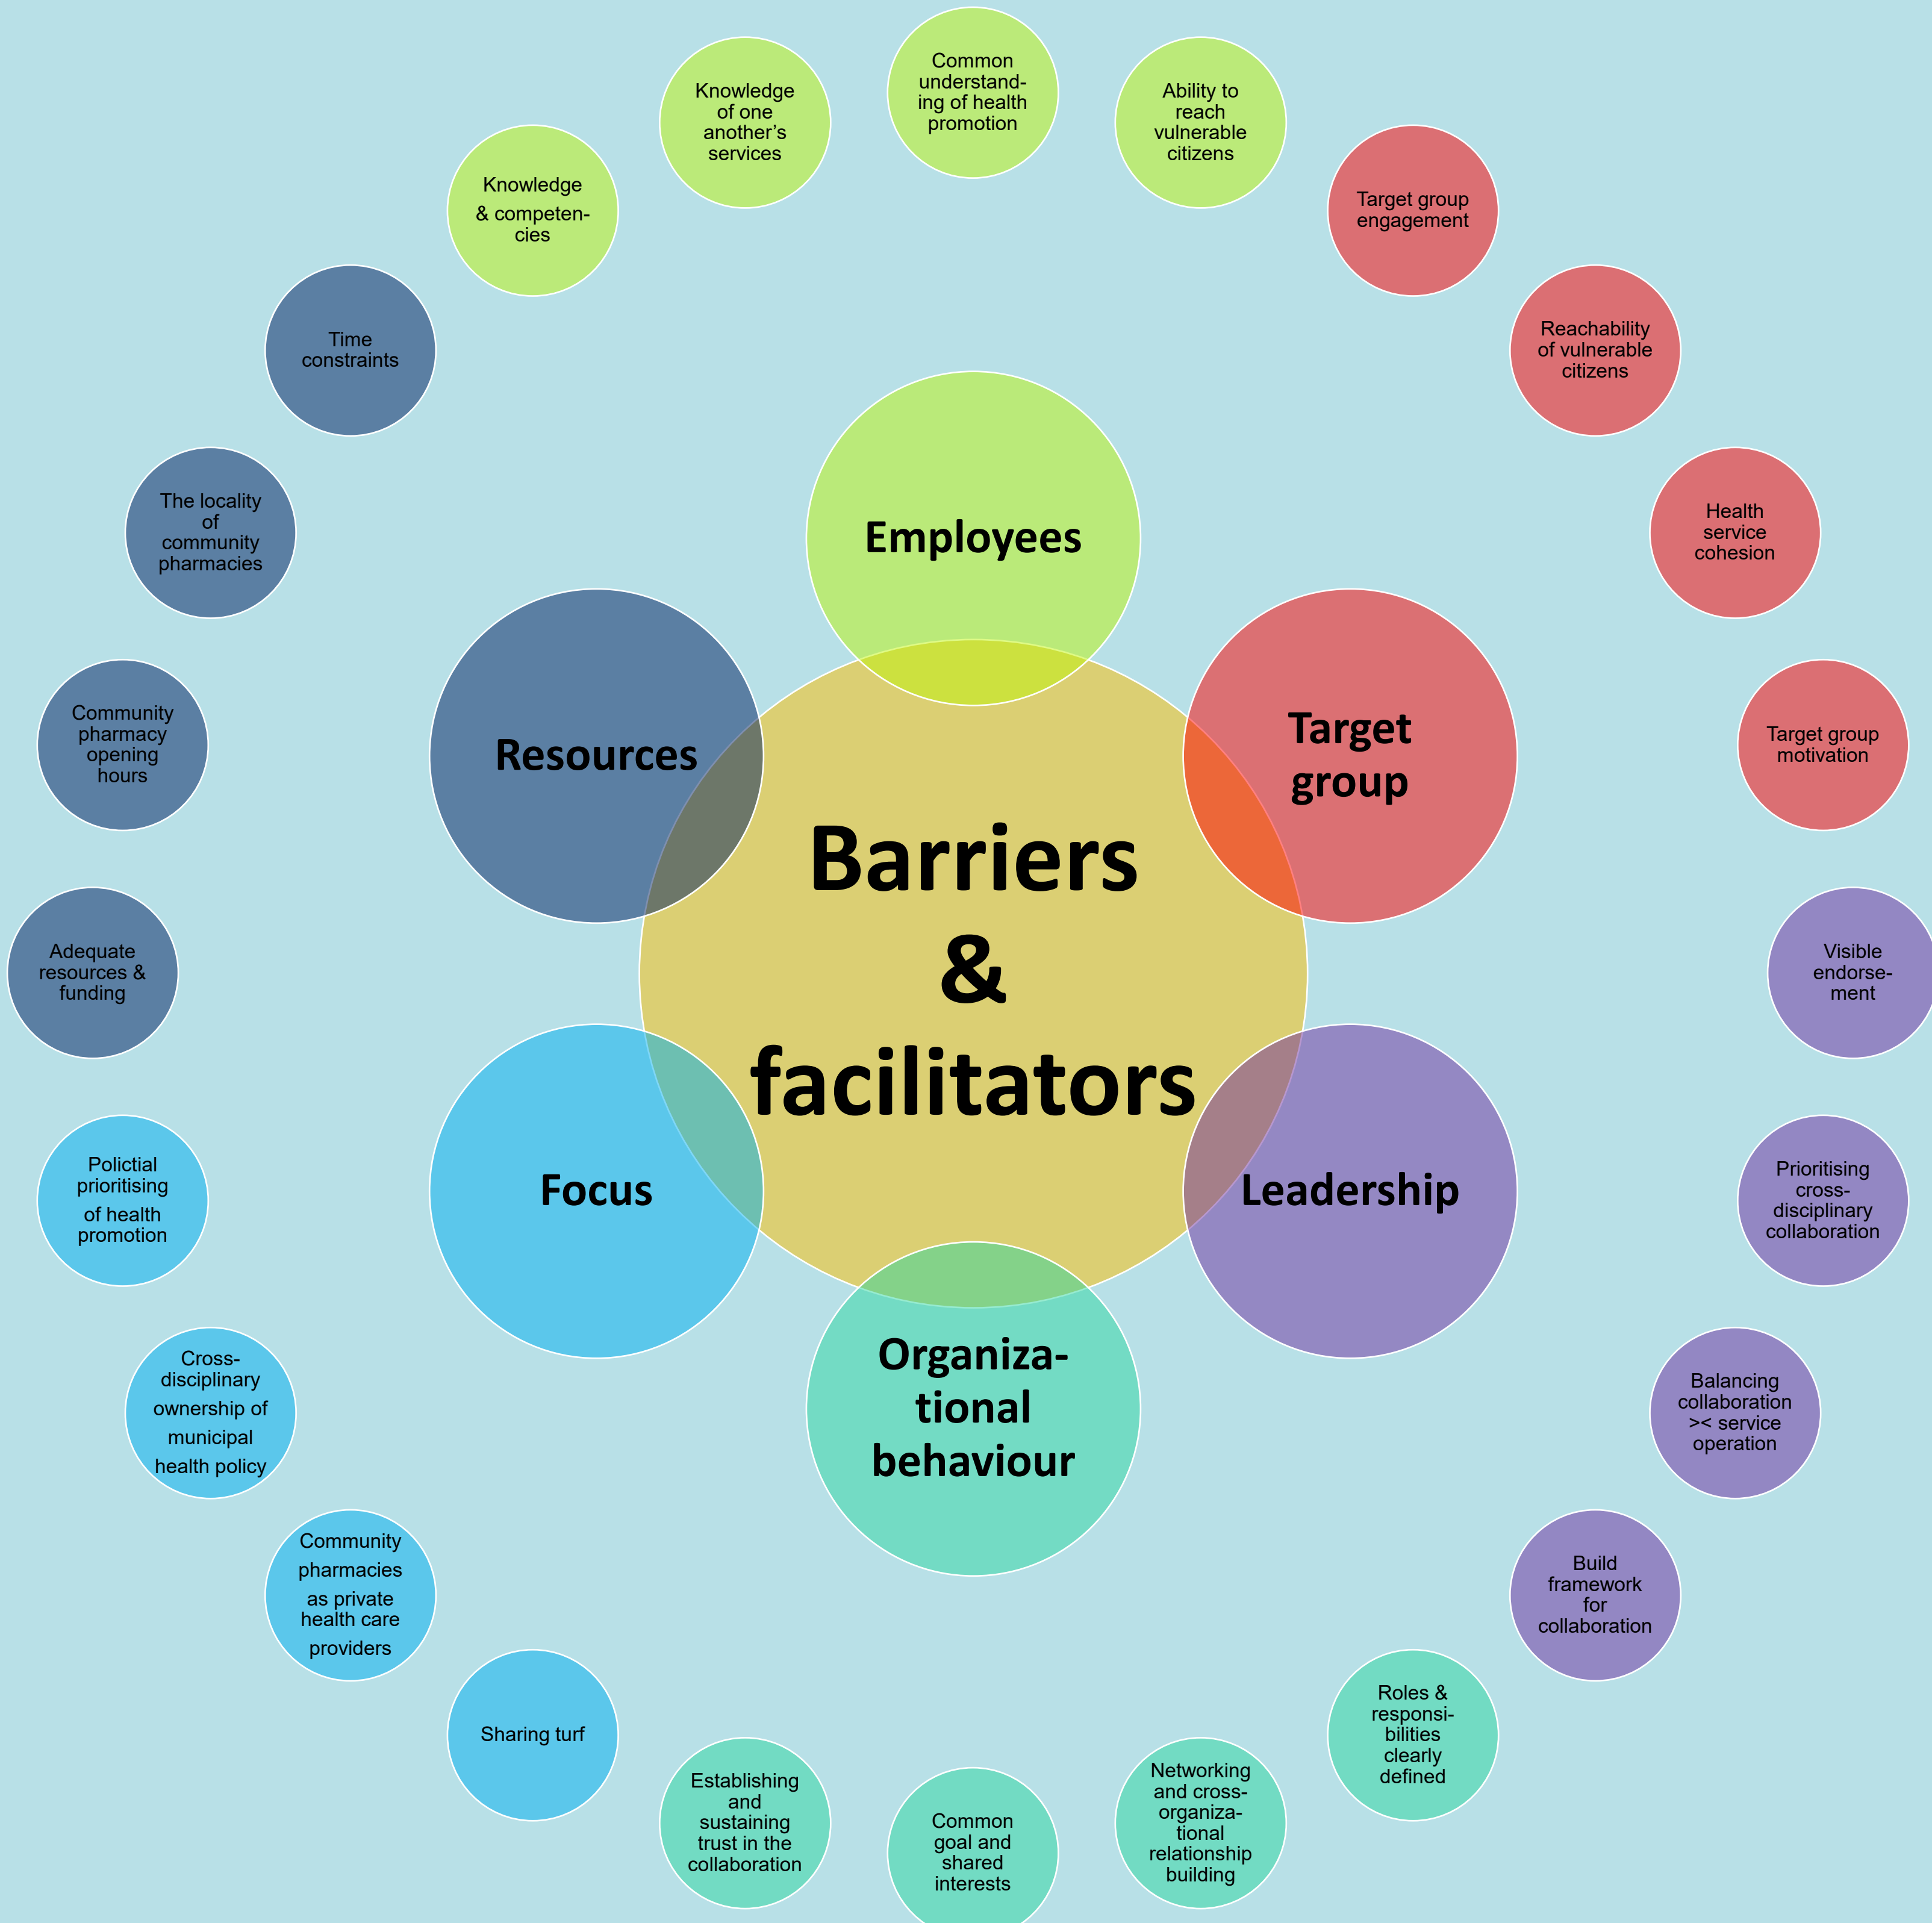 Common
understand-
ing of health
promotion
Ability to
reach
vulnerable
citizens
Target group
engagement
Reachability
of vulnerable
citizens
Health
service
cohesion
Target group
motivation
Visible
endorse-
ment
Prioritising
cross-
disciplinary
collaboration
Balancing
collaboration
>< service
operation
Build
framework
for
collaboration
Roles &
responsi-
bilities
clearly
defined
Networking
and cross-
organiza-
tional
relationship
building
Common
goal and
shared
interests
Establishing
and
sustaining
trust in the
collaboration
Sharing turf
Community
pharmacies
as private
health care
providers
Cross-
disciplinary
ownership of
municipal
health policy
Polictial
prioritising
of health
promotion
Adequate
resources &
funding
Community
pharmacy
opening
hours
The locality
of
community
pharmacies
Time
constraints
Knowledge
& competen-
cies
Knowledge
of one
another’s
services
Employees
Target
group
Leadership
Organiza-
tional
behaviour
Focus
Resources
Barriers
&
facilitators